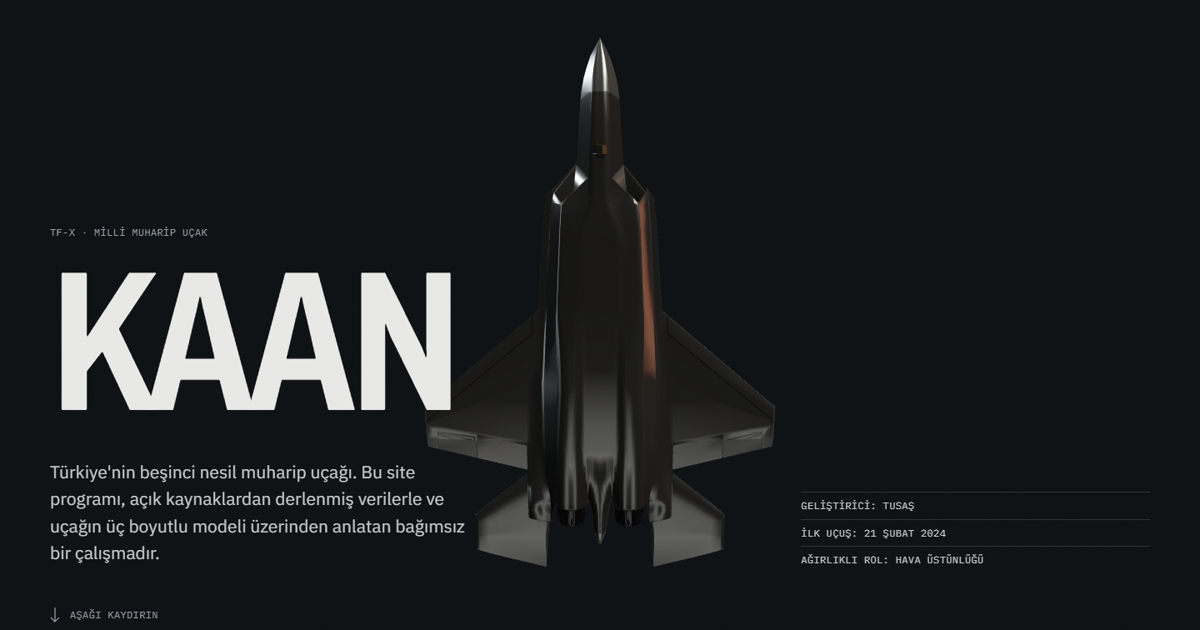 TF-X · MİLLİ MUHARİP UÇAK
KAAN
Türkiye'nin beşinci nesil muharip uçağı. Bu site
programı, açık kaynaklardan derlenmiş verilerle ve
uçağın üç boyutlu modeli üzerinden anlatan bağımsız
bir çalışmadır.
GELİŞTİRİCİ: TUSAŞ
İLK UÇUŞ: 21 ŞUBAT 2024
AĞIRLIKLI ROL: HAVA ÜSTÜNLÜĞÜ
↓ AŞAĞI KAYDIRIN